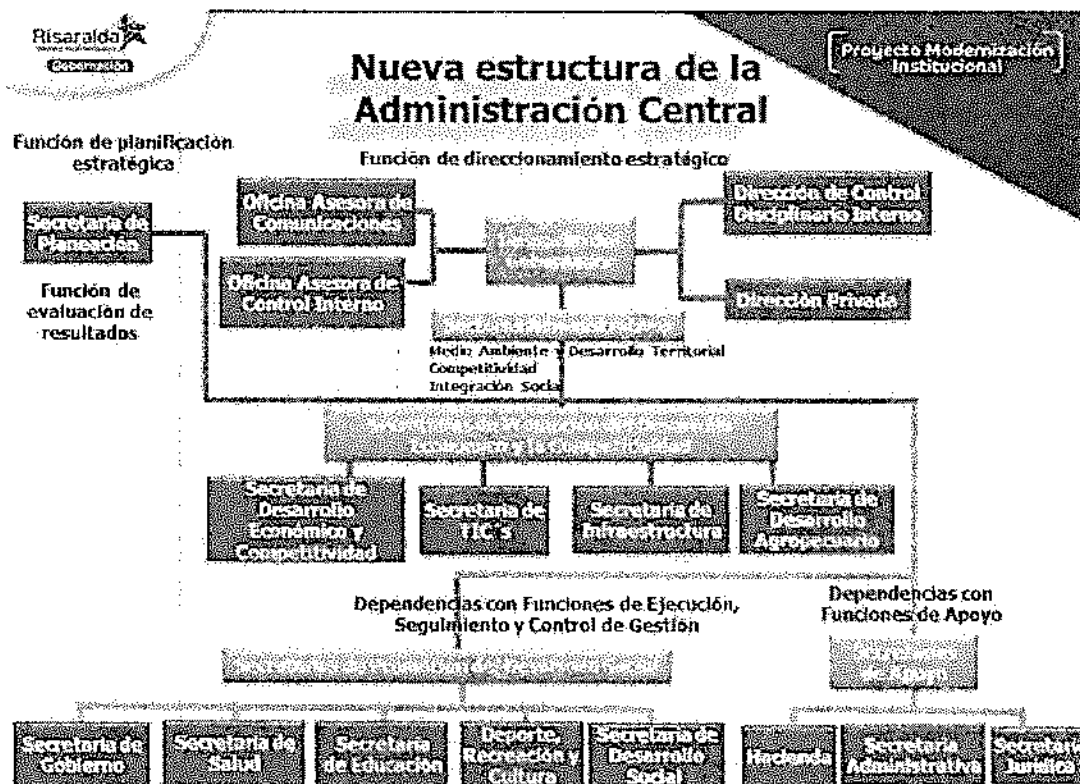 Risaralda
Gobernación
Proyecto Modernización
Institucional
Nueva estructura de la
Administración Central
Función de planificación
estratégica
Función de direccionamiento estratégico
Secretaría de
Planeación
Oficina Asesora de
Comunicaciones
Dirección de Control
Disciplinario Interno
Función de
evaluación de
resultados
Oficina Asesora de
Control Interno
Dirección Privada
Medio Ambiente y Desarrollo Territorial
Competitividad
Integración Social
Económico y la Competitividad
Secretaría de
Desarrollo
Económico y
Competitividad
Secretaría de
TIC´s
Secretaría de
Infraestructura
Secretaría de
Desarrollo
Agropecuario
Dependencias con Funciones de Ejecución,
Seguimiento y Control de Gestión
Dependencias con
Funciones de Apoyo
de Apoyo
Secretaría de
Gobierno
Secretaría de
Salud
Secretaría
de Educación
Deporte,
Recreación y
Cultura
Secretaría de
Desarrollo
Social
Hacienda
Secretaría
Administrativa
Secretaría
Jurídica